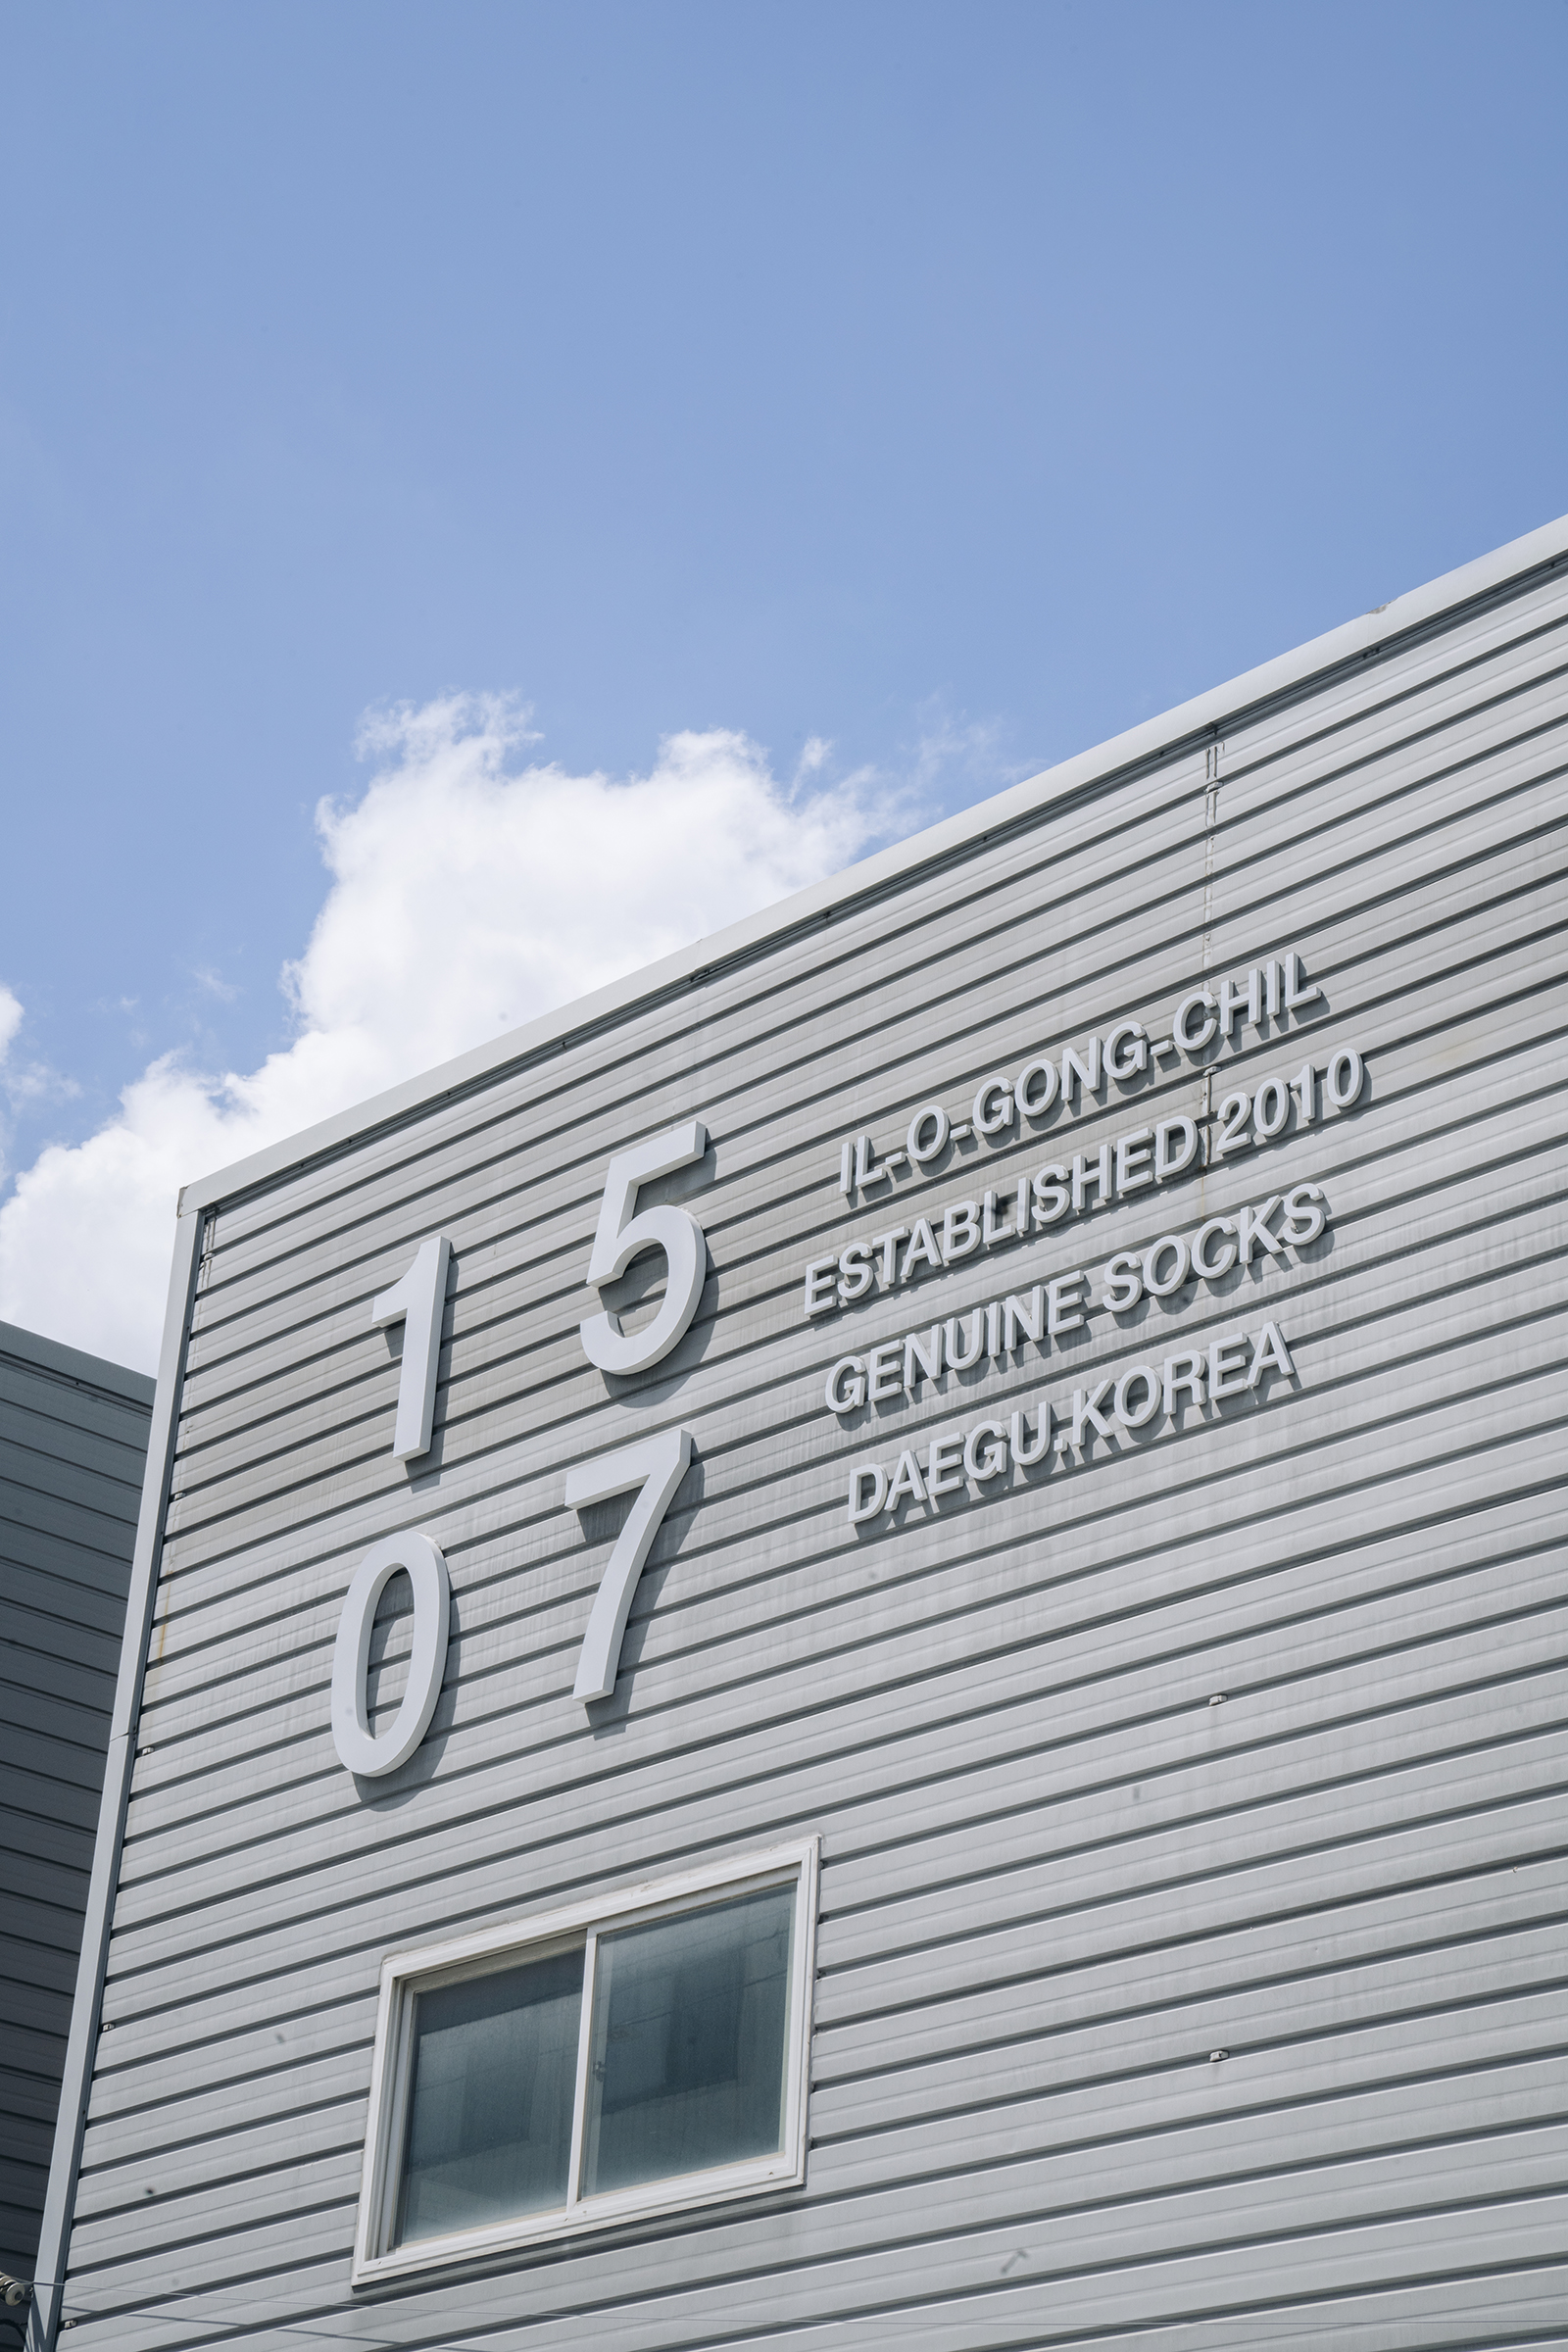 1 5
0 7
IL-O-GONG-CHIL
ESTABLISHED 2010
GENUINE SOCKS
DAEGU.KOREA